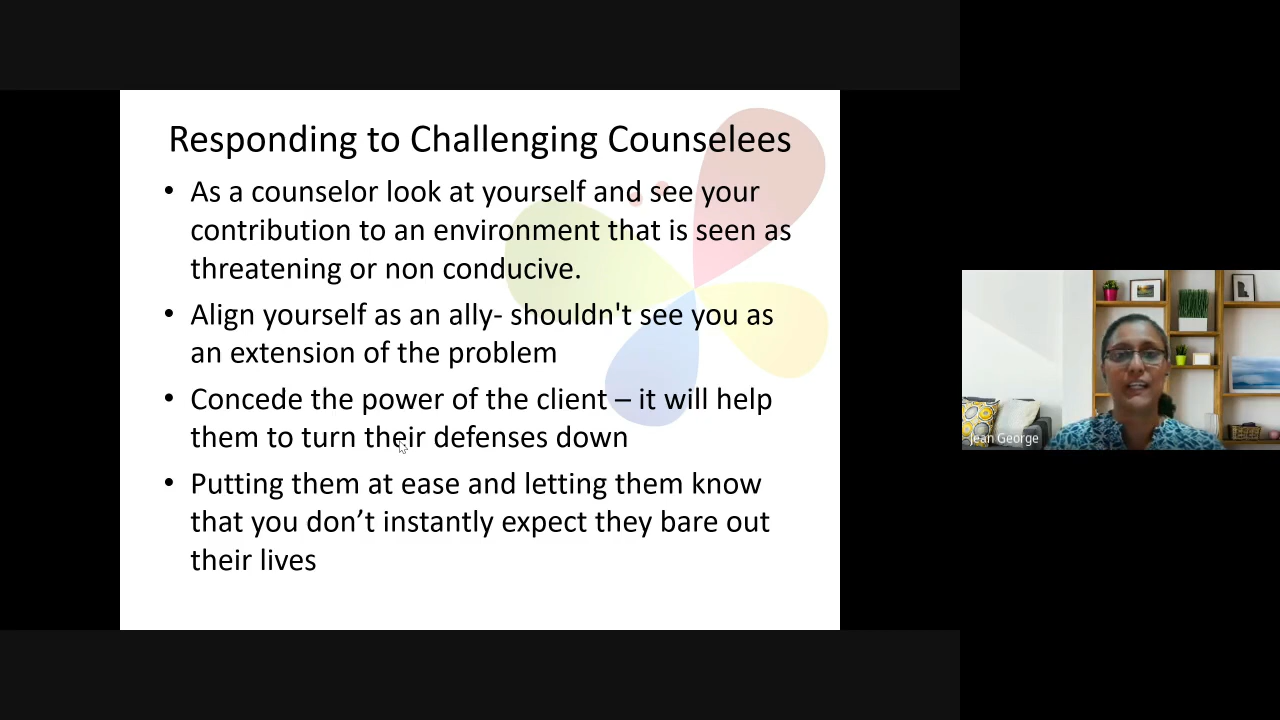 Responding to Challenging Counselees
• As a counselor look at yourself and see your
contribution to an environment that is seen as
threatening or non conducive.
• Align yourself as an ally- shouldn't see you as
an extension of the problem
• Concede the power of the client – it will help
them to turn their defenses down
• Putting them at ease and letting them know
that you don’t instantly expect they bare out
their lives
Jean George